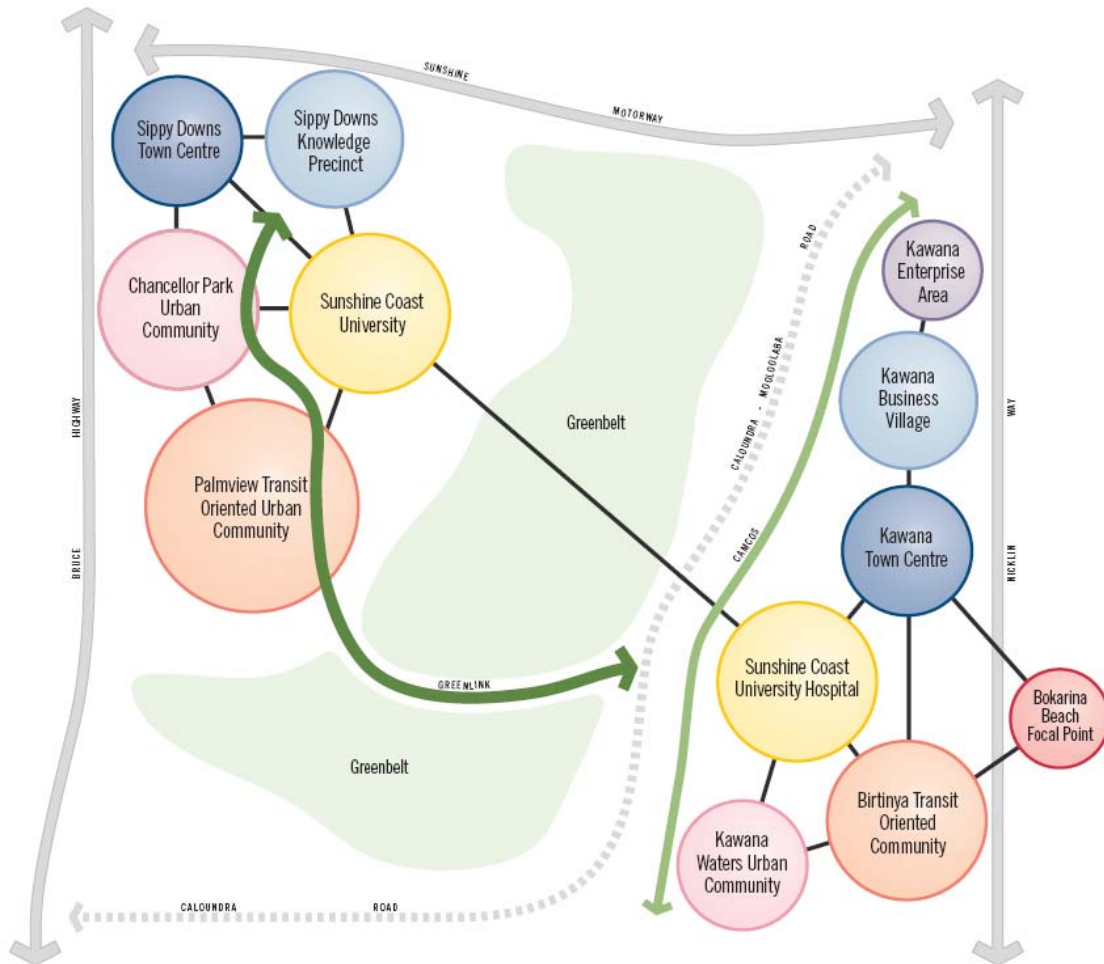 SUNSHINE
MOTORWAY
Sippy Downs
Town Centre
Sippy Downs
Knowledge
Precinct
Chancellor Park
Urban
Community
Sunshine Coast
University
Palmview Transit
Oriented Urban
Community
HIGHWAY
BRUCE
Greenbelt
ROAD
CALOUNDRA - MOOLOOLABA
CAMCOS
Kawana
Enterprise
Area
Kawana
Business
Village
WAY
NICKLIN
Kawana
Town Centre
Sunshine Coast
University Hospital
Bokarina
Beach
Focal Point
GREENLINK
Greenbelt
Birtinya Transit
Oriented
Community
Kawana
Waters Urban
Community
CALOUNDRA ROAD